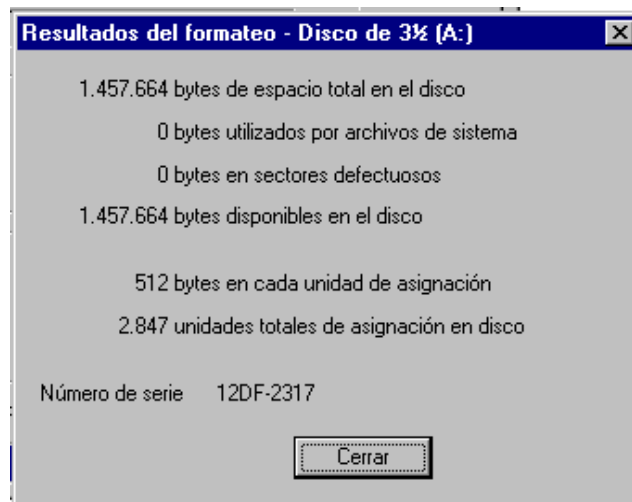 Resultados del formateo - Disco de 3½ (A:)
1.457.664 bytes de espacio total en el disco
0 bytes utilizados por archivos de sistema
0 bytes en sectores defectuosos
1.457.664 bytes disponibles en el disco
512 bytes en cada unidad de asignación
2.847 unidades totales de asignación en disco
Número de serie 12DF-2317
Cerrar